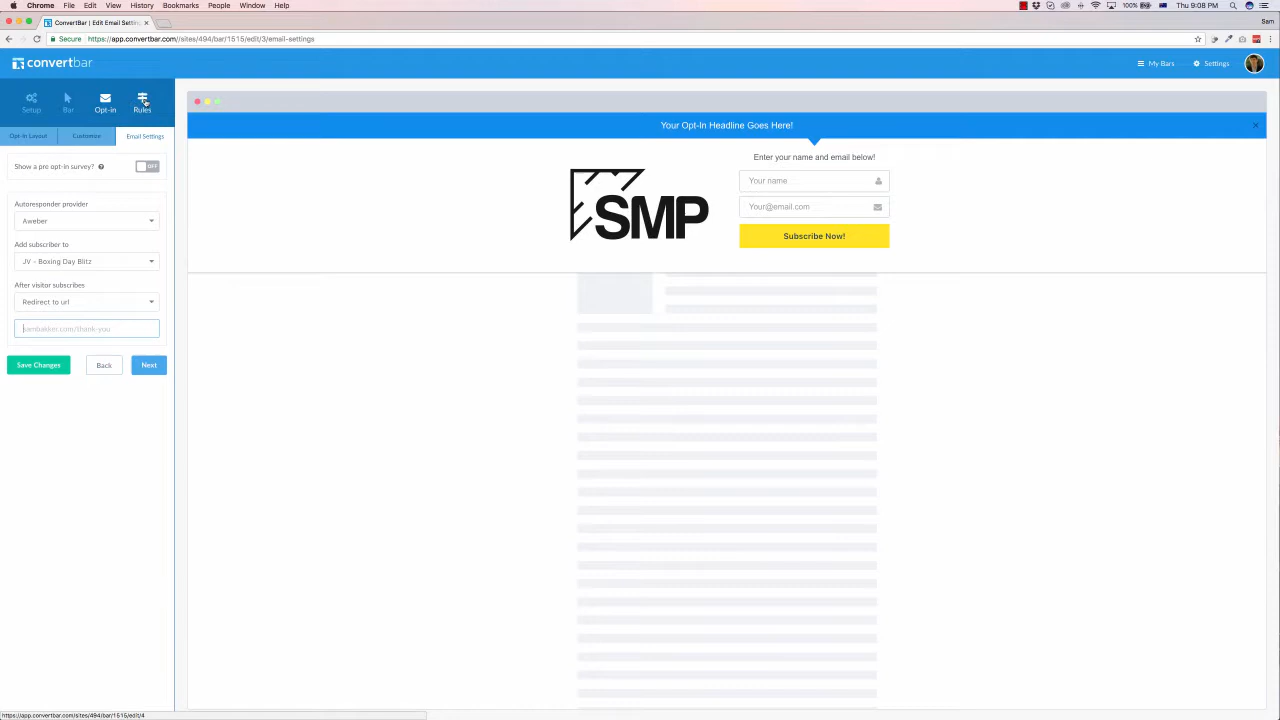 Chrome File Edit View History Bookmarks People Window Help 100% Thu 9:08 PM
ConvertBar | Edit Email Settin Sam
Secure https://app.convertbar.com//sites/494/bar/1515/edit/3/email-settings
convertbar My Bars Settings
Setup Bar Opt-in Rules
Opt-in Layout Customize Email Settings
Your Opt-In Headline Goes Here!
Show a pre opt-in survey? OFF
Enter your name and email below!
Your name
Your@email.com
Subscribe Now!
SMP
Autoresponder provider
Aweber
Add subscriber to
JV - Boxing Day Blitz
After visitor subscribes
Redirect to url
sambakker.com/thank-you
Save Changes Back Next
https://app.convertbar.com/sites/494/bar/1515/edit/4